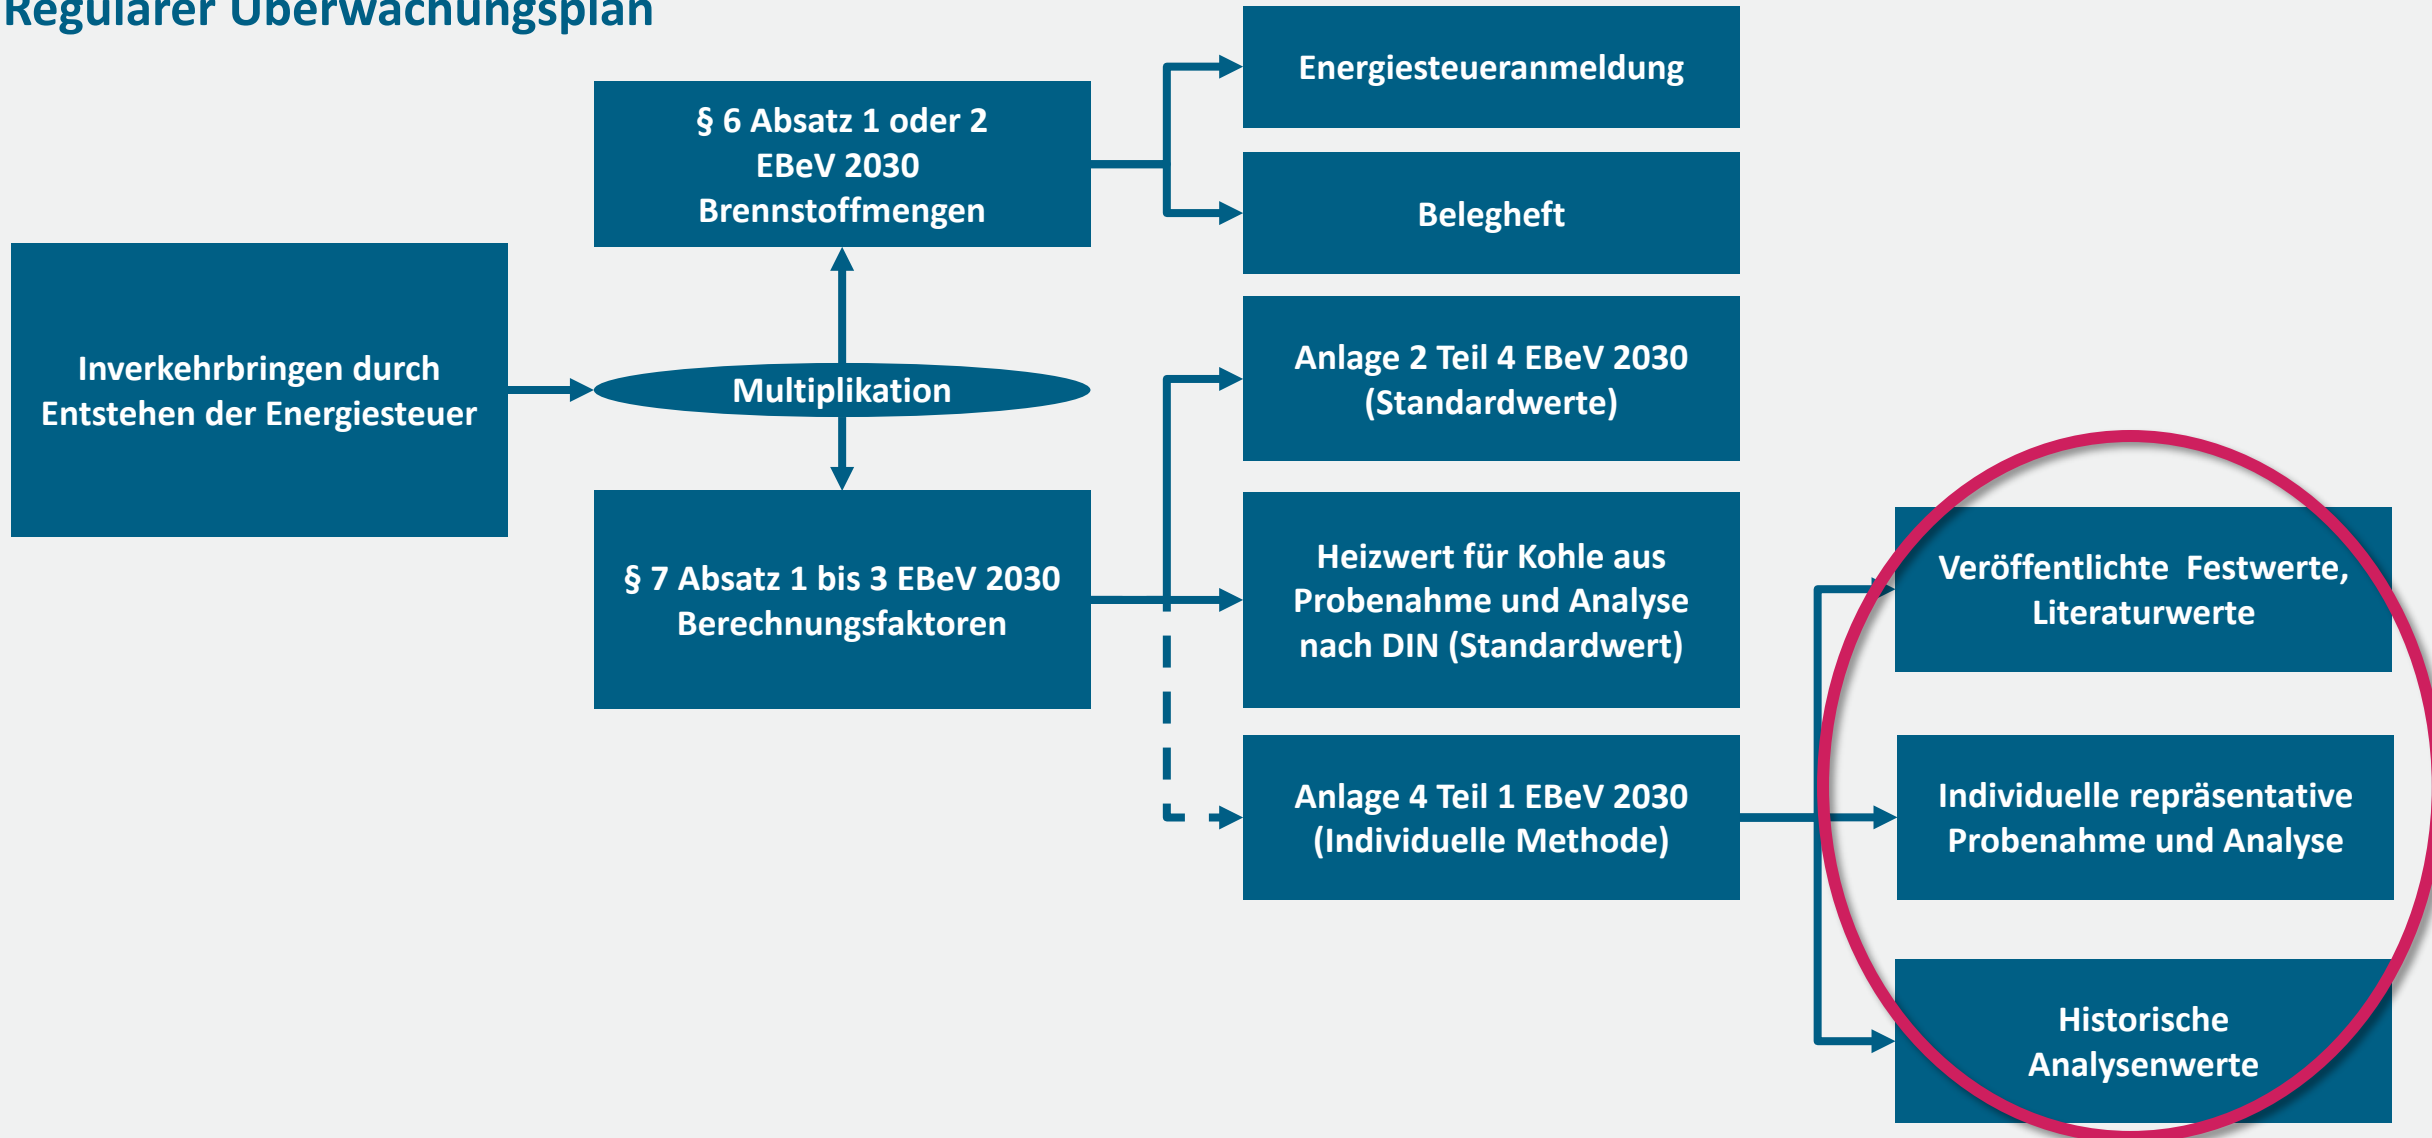 Regulärer Überwachungsplan
Energiesteueranmeldung
§ 6 Absatz 1 oder 2
EBeV 2030
Brennstoffmengen
Belegheft
Inverkehrbringen durch
Entstehen der Energiesteuer
Multiplikation
Anlage 2 Teil 4 EBeV 2030
(Standardwerte)
§ 7 Absatz 1 bis 3 EBeV 2030
Berechnungsfaktoren
Heizwert für Kohle aus
Probenahme und Analyse
nach DIN (Standardwert)
Veröffentlichte Festwerte,
Literaturwerte
Anlage 4 Teil 1 EBeV 2030
(Individuelle Methode)
Individuelle repräsentative
Probenahme und Analyse
Historische
Analysenwerte